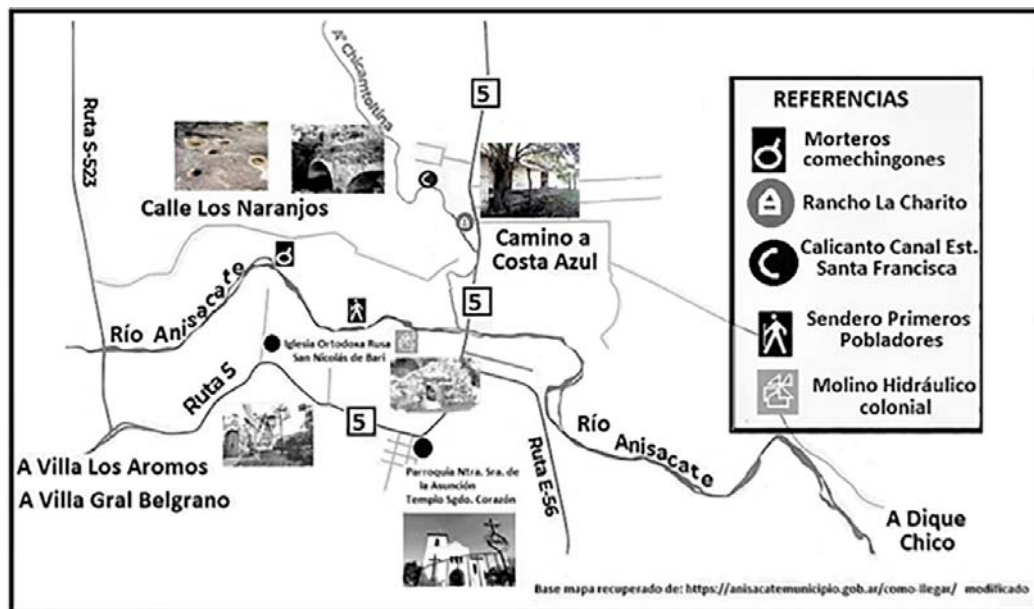 Aº Chicamtoltina
5
Ruta S-523
Calle Los Naranjos
Camino a
Costa Azul
Río Anisacate
5
Iglesia Ortodoxa Rusa
San Nicolás de Bari
Ruta 5
5
A Villa Los Aromos
A Villa Gral Belgrano
Parroquia Ntra. Sra. de
la Asunción
Templo Sgdo. Corazón
Ruta E-56
Río Anisacate
A Dique
Chico
REFERENCIAS
Morteros
comechingones
Rancho La Charito
Calicanto Canal Est.
Santa Francisca
Sendero Primeros
Pobladores
Molino Hidráulico
colonial
Base mapa recuperado de: https://anisacatemunicipio.gob.ar/como-llegar/ modificado